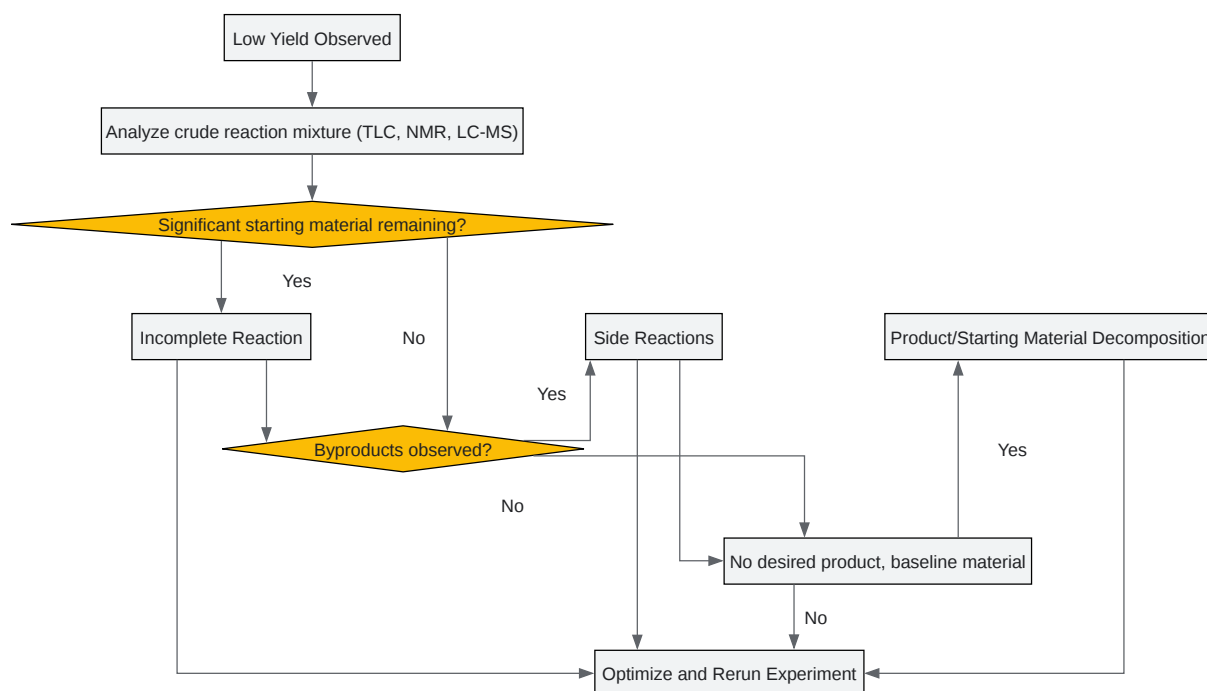 Low Yield Observed
Analyze crude reaction mixture (TLC, NMR, LC-MS)
Significant starting material remaining?
Yes
Incomplete Reaction
No
Side Reactions
Product/Starting Material Decomposition
Yes
Byproducts observed?
Yes
No
No desired product, baseline material
No
Optimize and Rerun Experiment